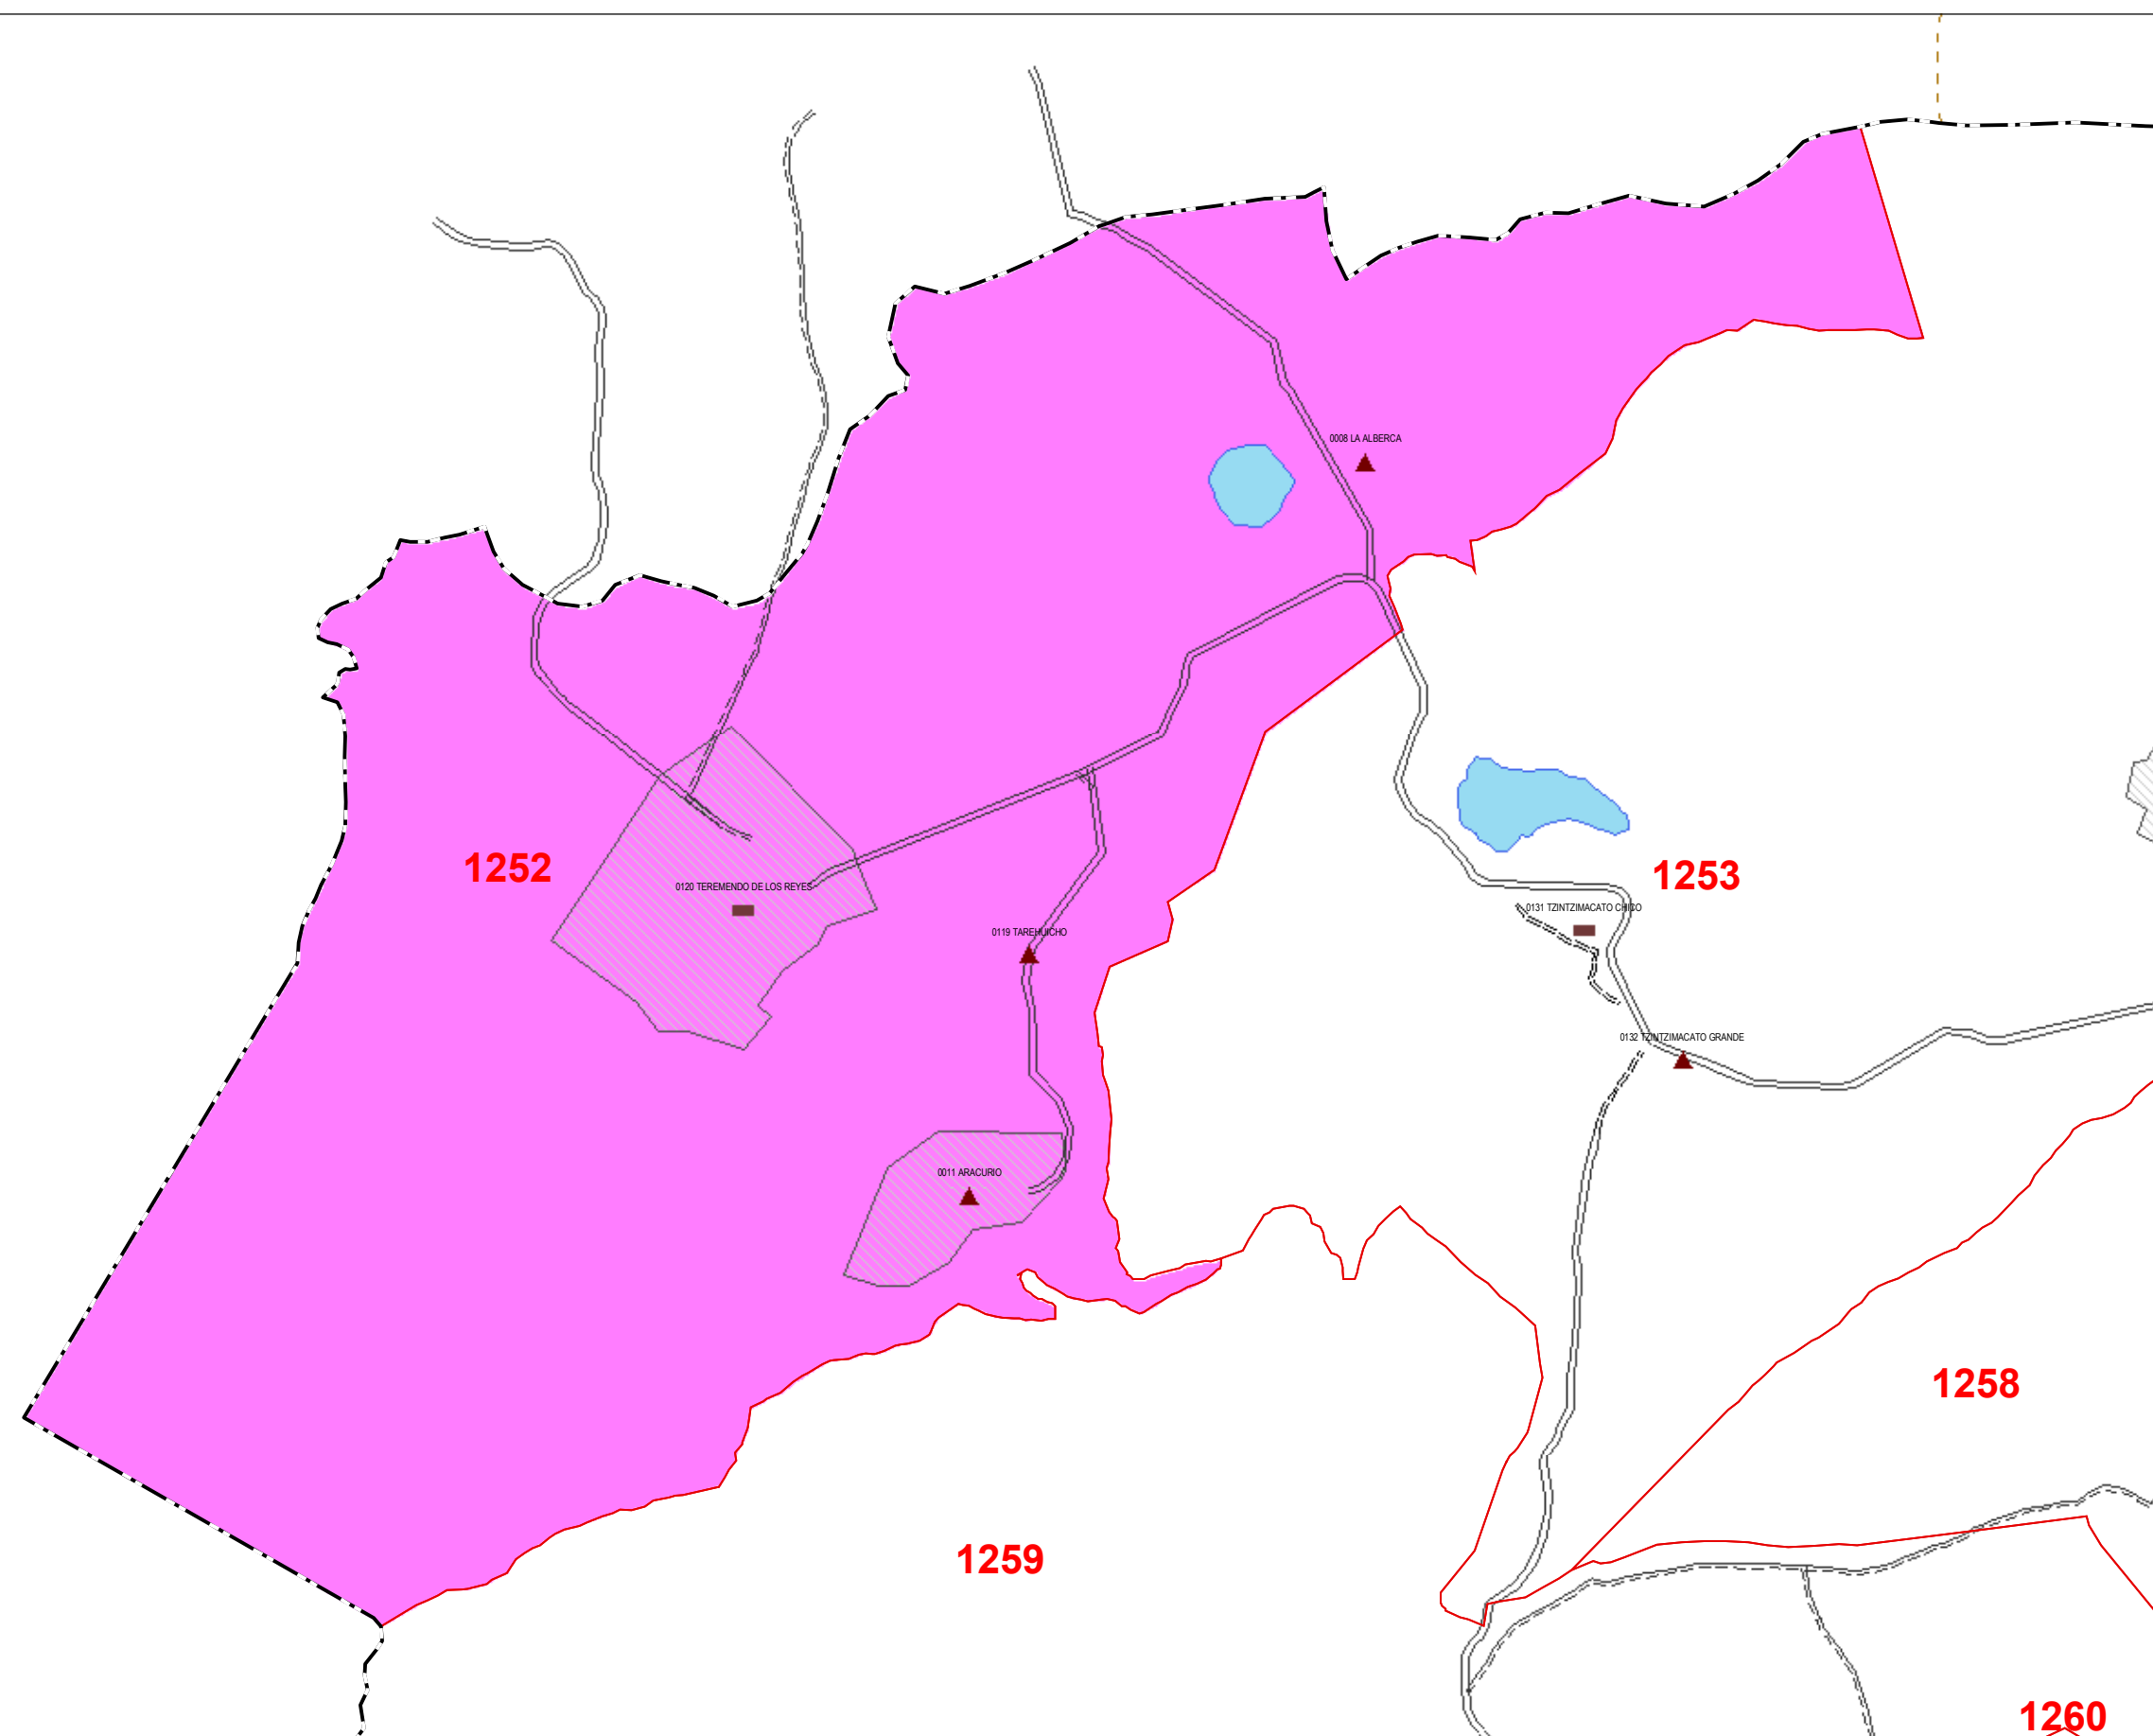 0008 LA ALBERCA
1252
1253
0120 TEREMENDO DE LOS REYES
0131 TZINTZIMACATO CHICO
0119 TAREHUICHO
0132 TZINTZIMACATO GRANDE
0011 ARACURIO
1258
1259
1260